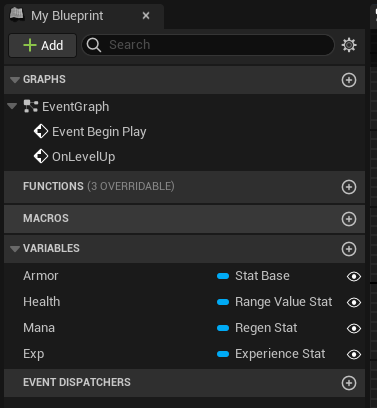 My Blueprint
Add
Search
GRAPHS
EventGraph
Event Begin Play
OnLevelUp
FUNCTIONS (3 OVERRIDABLE)
MACROS
VARIABLES
Armor Stat Base
Health Range Value Stat
Mana Regen Stat
Exp Experience Stat
EVENT DISPATCHERS